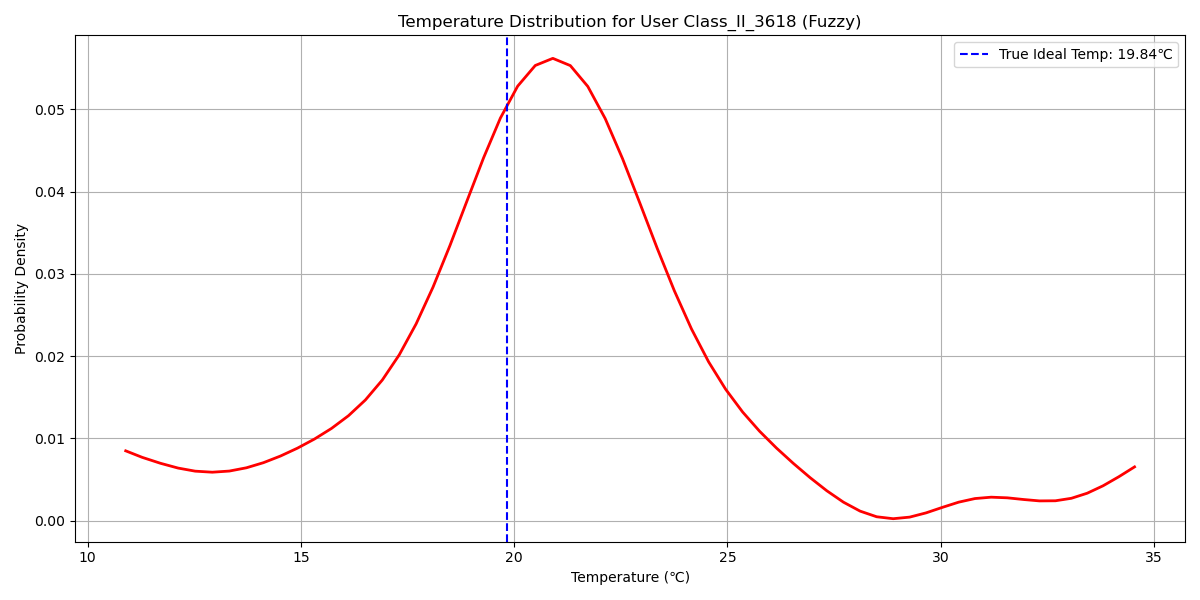 Temperature Distribution for User Class_II_3618 (Fuzzy)
True Ideal Temp: 19.84℃
Probability Density
0.05
0.04
0.03
0.02
0.01
0.00
10 15 20 25 30 35
Temperature (℃)